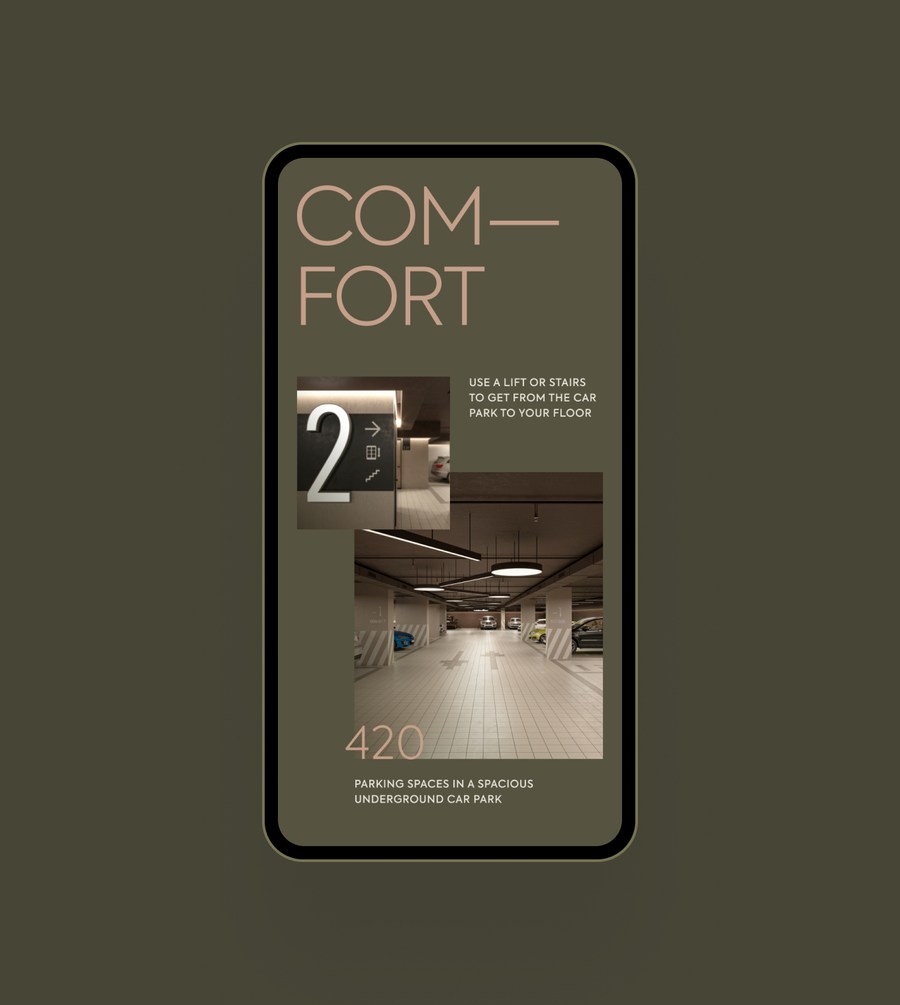 COM—
FORT
USE A LIFT OR STAIRS
TO GET FROM THE CAR
PARK TO YOUR FLOOR
2
420
PARKING SPACES IN A SPACIOUS
UNDERGROUND CAR PARK